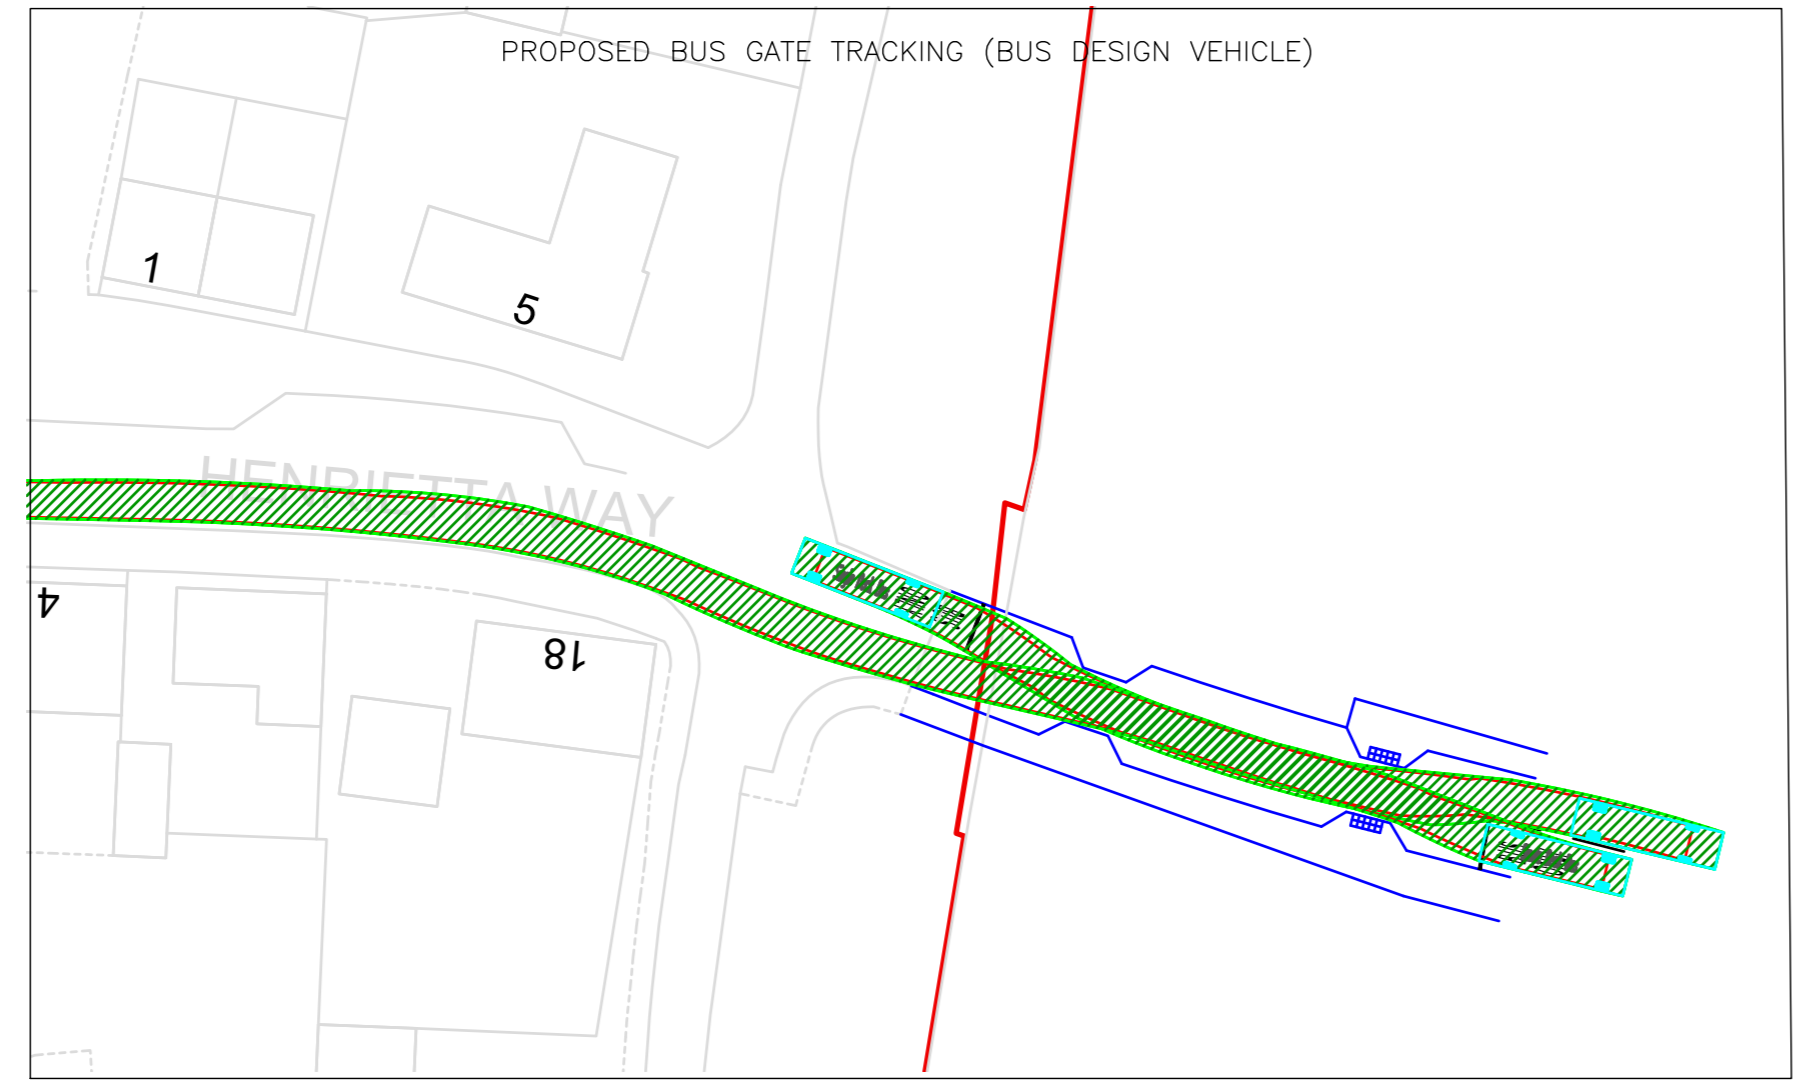 PROPOSED BUS GATE TRACKING (BUS DESIGN VEHICLE)
1
5
HENRIETTA WAY
4
18